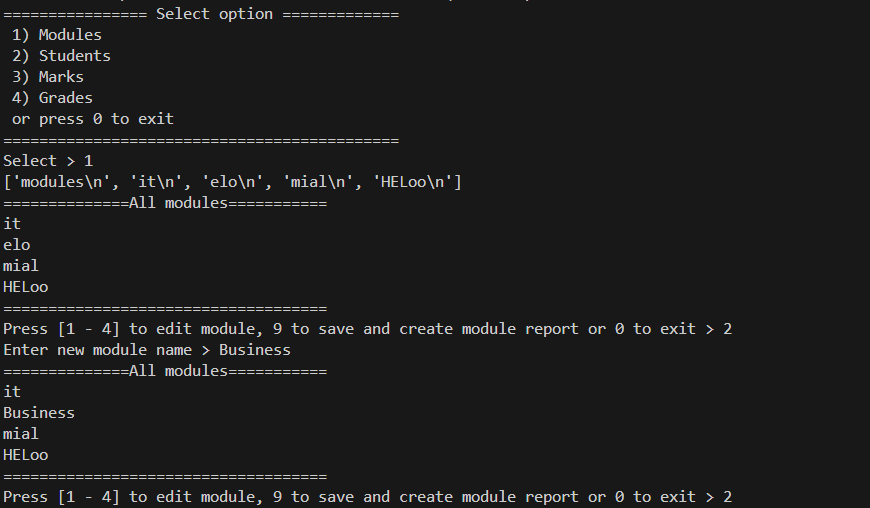 ================ Select option =============
1) Modules
2) Students
3) Marks
4) Grades
or press 0 to exit
============================================
Select > 1
['modules\n', 'it\n', 'elo\n', 'mial\n', 'HELoo\n']
==============All modules===========
it
elo
mial
HELoo
====================================
Press [1 - 4] to edit module, 9 to save and create module report or 0 to exit > 2
Enter new module name > Business
==============All modules===========
it
Business
mial
HELoo
====================================
Press [1 - 4] to edit module, 9 to save and create module report or 0 to exit > 2